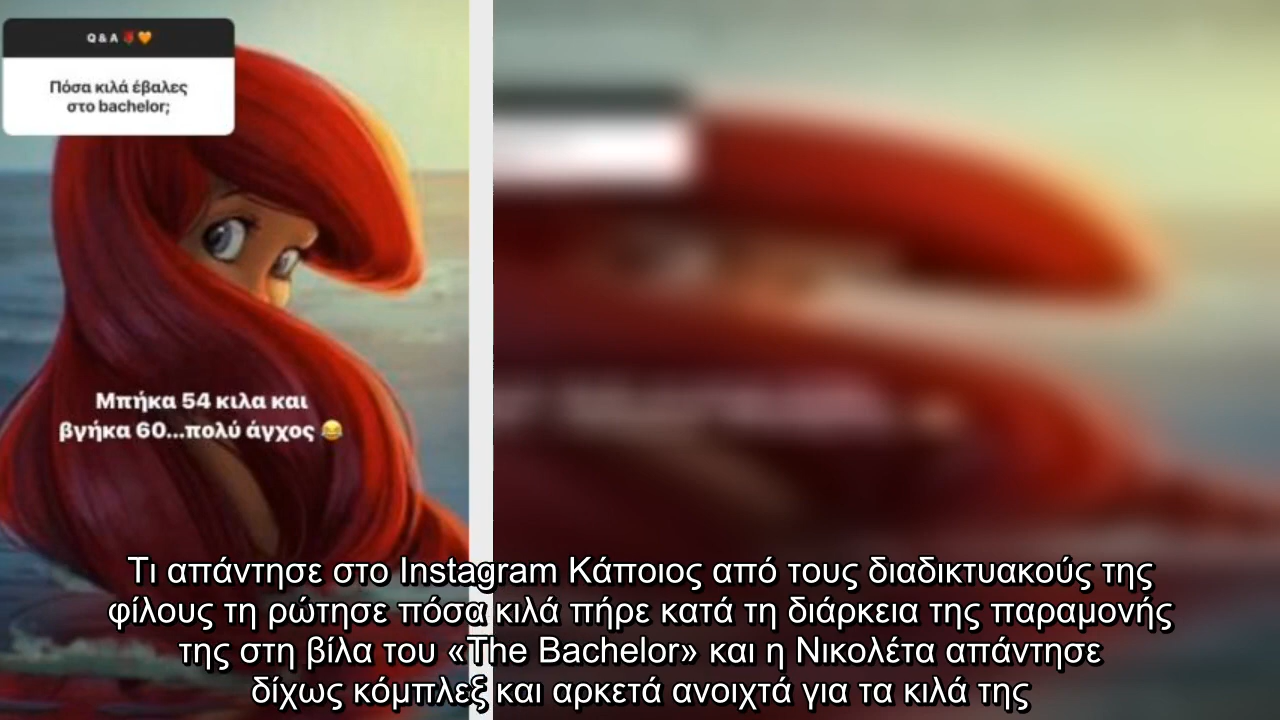 Q & A 🌹🧡
Πόσα κιλά έβαλες
στο bachelor;
Μπήκα 54 κιλα και
βγήκα 60...πολύ άγχος 😂
Τι απάντησε στο Instagram Κάποιος από τους διαδικτυακούς της
φίλους τη ρώτησε πόσα κιλά πήρε κατά τη διάρκεια της παραμονής
της στη βίλα του «The Bachelor» και η Νικολέτα απάντησε
δίχως κόμπλεξ και αρκετά ανοιχτά για τα κιλά της